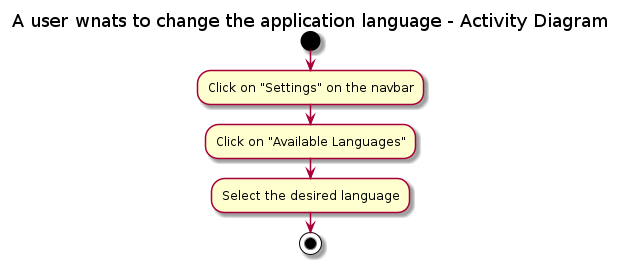 A user wnats to change the application language - Activity Diagram
Click on "Settings" on the navbar
Click on "Available Languages"
Select the desired language